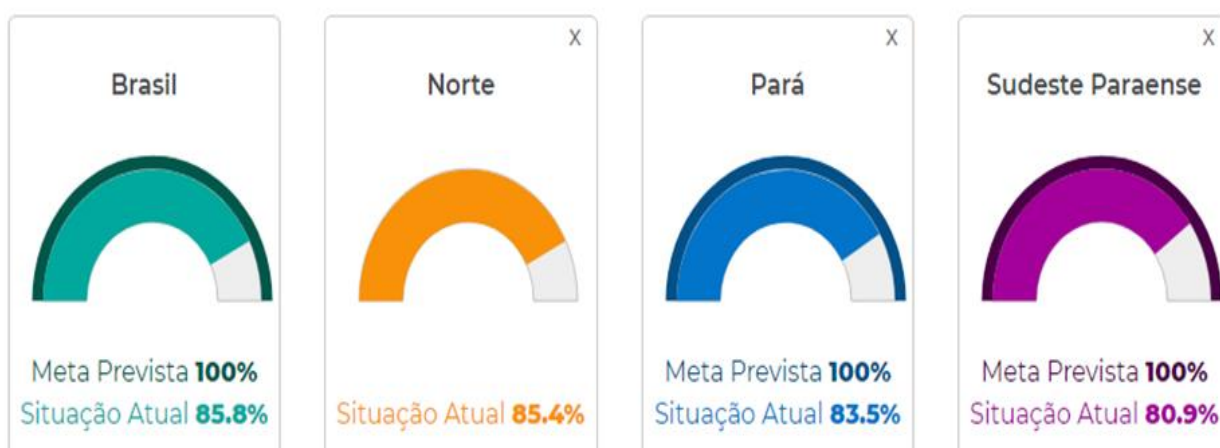 Brasil
Meta Prevista 100%
Situação Atual 85.8%
X
Norte
Situação Atual 85.4%
X
Pará
Meta Prevista 100%
Situação Atual 83.5%
X
Sudeste Paraense
Meta Prevista 100%
Situação Atual 80.9%